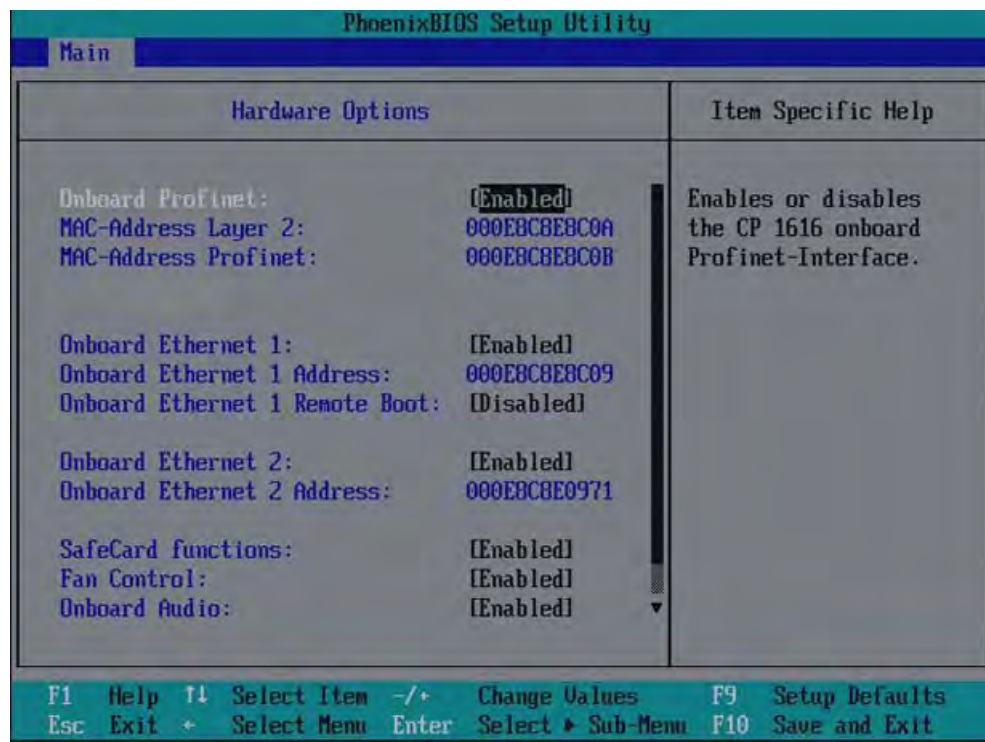 PhoenixBIOS Setup Utility
Main
Hardware Options
Item Specific Help
Onboard Profinet: [Enabled]
MAC-Address Layer 2: 000E8C8E8C0A
MAC-Address Profinet: 000E8C8E8C0B
Onboard Ethernet 1: [Enabled]
Onboard Ethernet 1 Address: 000E8C8E8C09
Onboard Ethernet 1 Remote Boot: [Disabled]
Onboard Ethernet 2: [Enabled]
Onboard Ethernet 2 Address: 000E8C8E0971
SafeCard functions: [Enabled]
Fan Control: [Enabled]
Onboard Audio: [Enabled]
Enables or disables
the CP 1616 onboard
Profinet-Interface.
F1 Help ↑↓ Select Item -/+ Change Values F9 Setup Defaults
Esc Exit ← Select Menu Enter Select ▶ Sub-Menu F10 Save and Exit